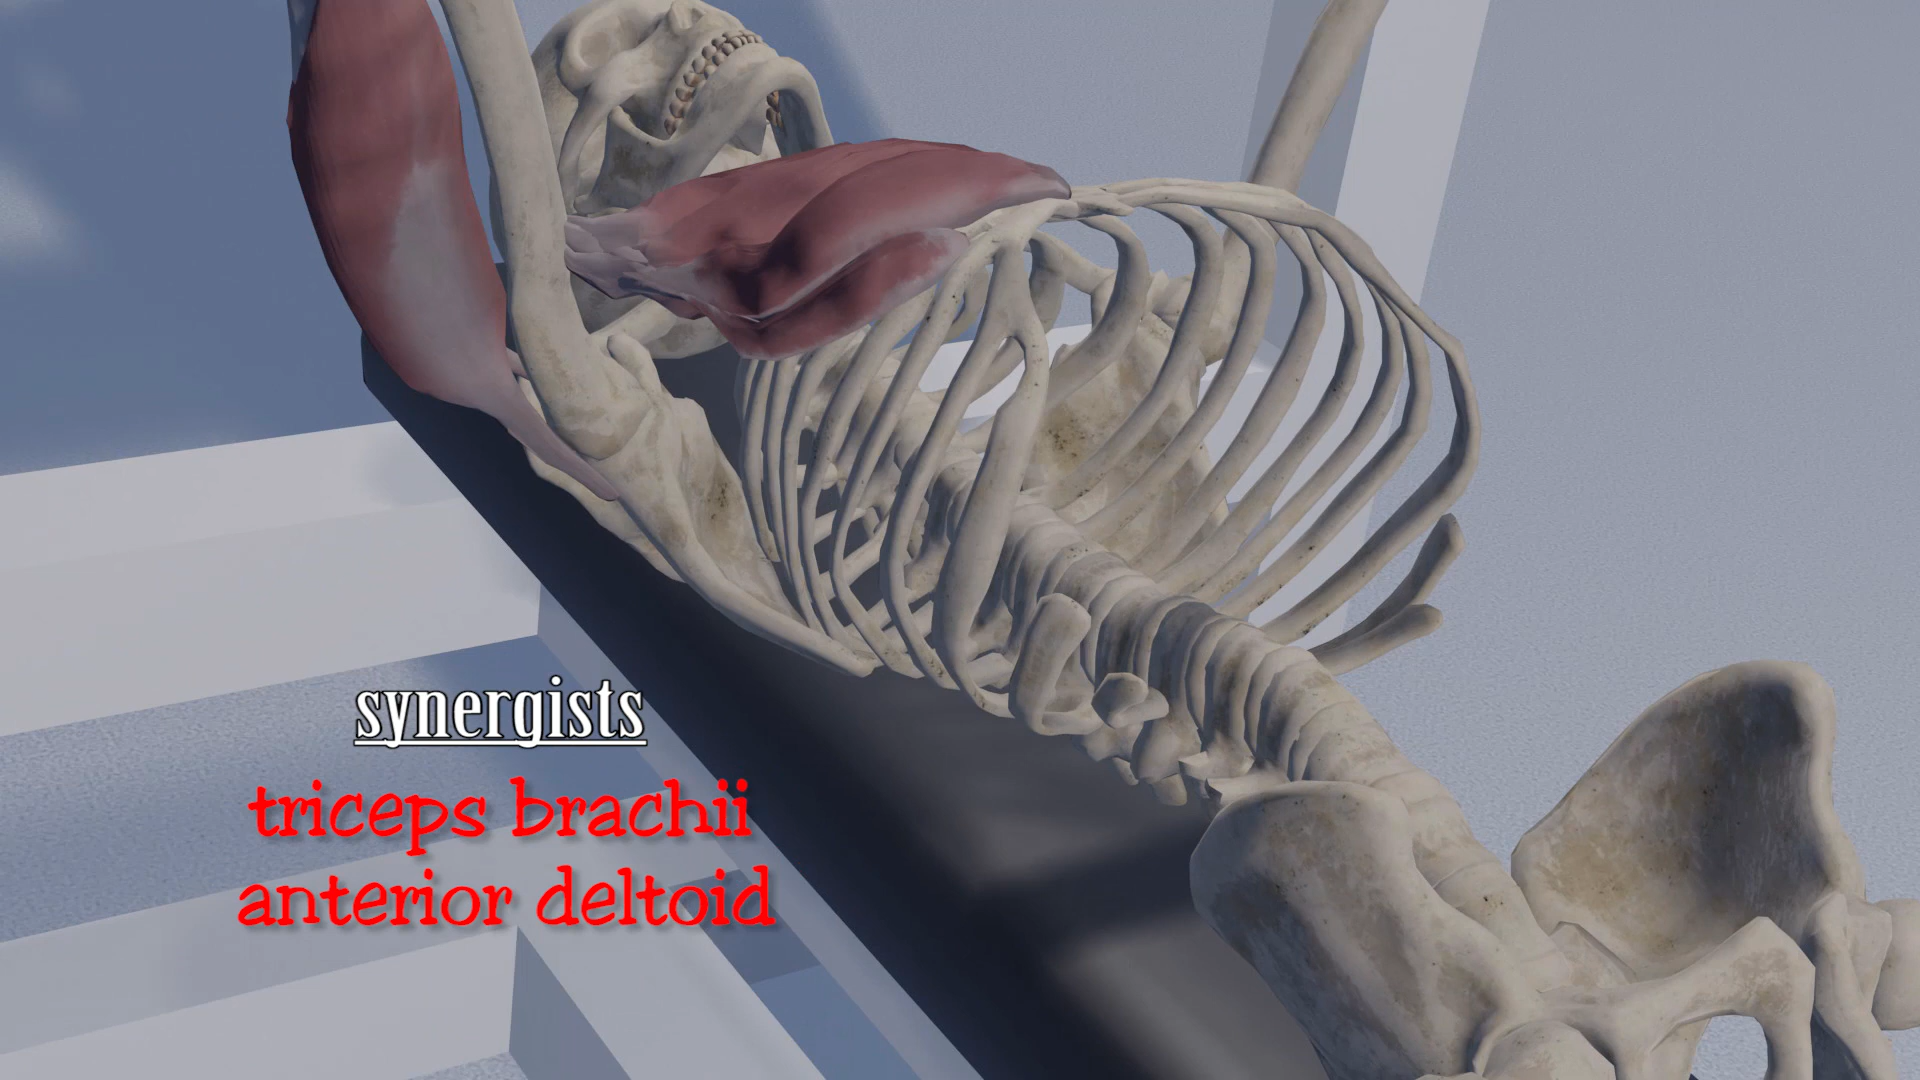 synergists
triceps brachii
anterior deltoid